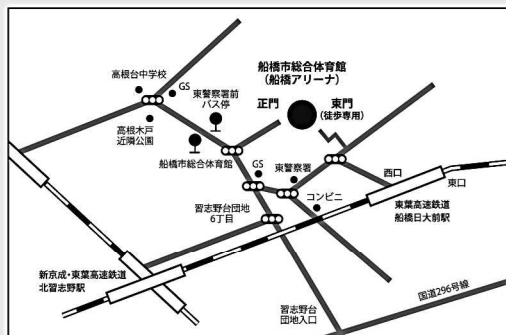 船橋市総合体育館
(船橋アリーナ)
高根台中学校
GS
東警察署前
バス停
正門
東門
(徒歩専用)
高根木戸
近隣公園
船橋市総合体育館
GS
東警察署
西口
東口
コンビニ
習志野台団地
6丁目
東葉高速鉄道
船橋日大前駅
新京成・東葉高速鉄道
北習志野駅
国道296号線
習志野台
団地入口